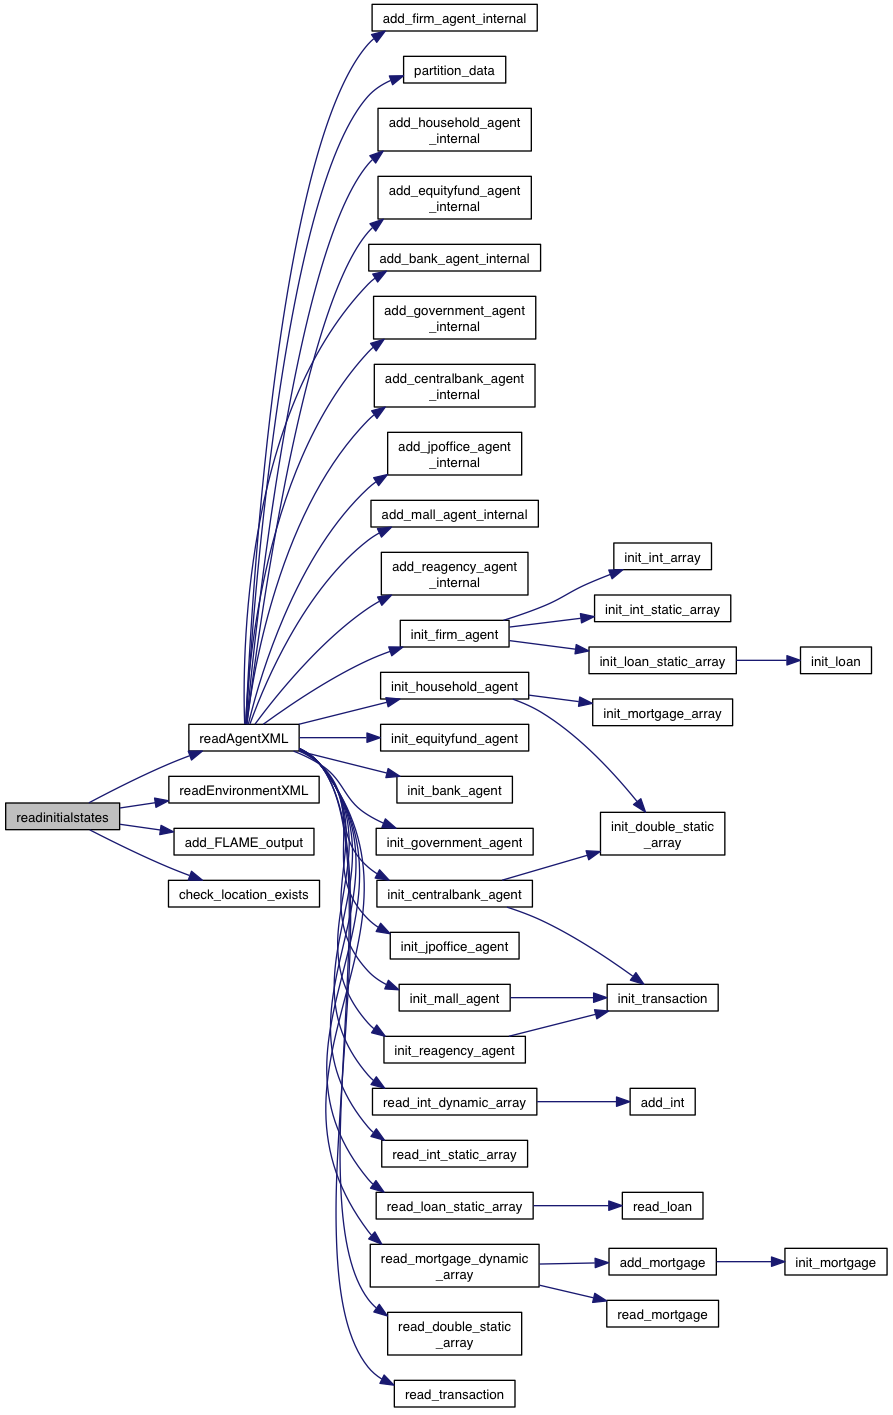 add_firm_agent_internal
partition_data
add_household_agent
_internal
add_equityfund_agent
_internal
add_bank_agent_internal
add_government_agent
_internal
add_centralbank_agent
_internal
add_jpoffice_agent
_internal
add_mall_agent_internal
add_reagency_agent
_internal
init_int_array
init_int_static_array
init_firm_agent
init_loan_static_array
init_loan
init_household_agent
init_mortgage_array
readAgentXML
init_equityfund_agent
readEnvironmentXML
init_bank_agent
readinitialstates
add_FLAME_output
init_government_agent
init_double_static
_array
check_location_exists
init_centralbank_agent
init_jpoffice_agent
init_mall_agent
init_transaction
init_reagency_agent
read_int_dynamic_array
add_int
read_int_static_array
read_loan_static_array
read_loan
read_mortgage_dynamic
_array
add_mortgage
init_mortgage
read_mortgage
read_double_static
_array
read_transaction